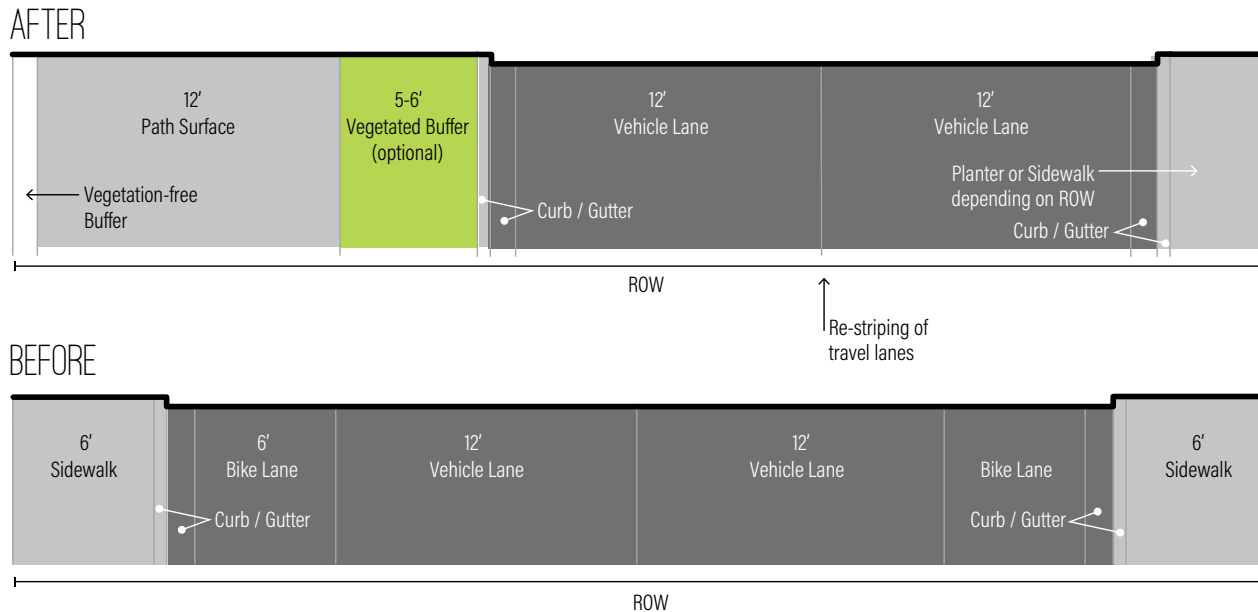 AFTER
12'
Path Surface
5-6'
Vegetated Buffer
(optional)
12'
Vehicle Lane
12'
Vehicle Lane
Vegetation-free
Buffer
Curb / Gutter
Planter or Sidewalk
depending on ROW
Curb / Gutter
ROW
Re-striping of
travel lanes
BEFORE
6'
Sidewalk
6'
Bike Lane
12'
Vehicle Lane
12'
Vehicle Lane
Bike Lane
6'
Sidewalk
Curb / Gutter
Curb / Gutter
ROW